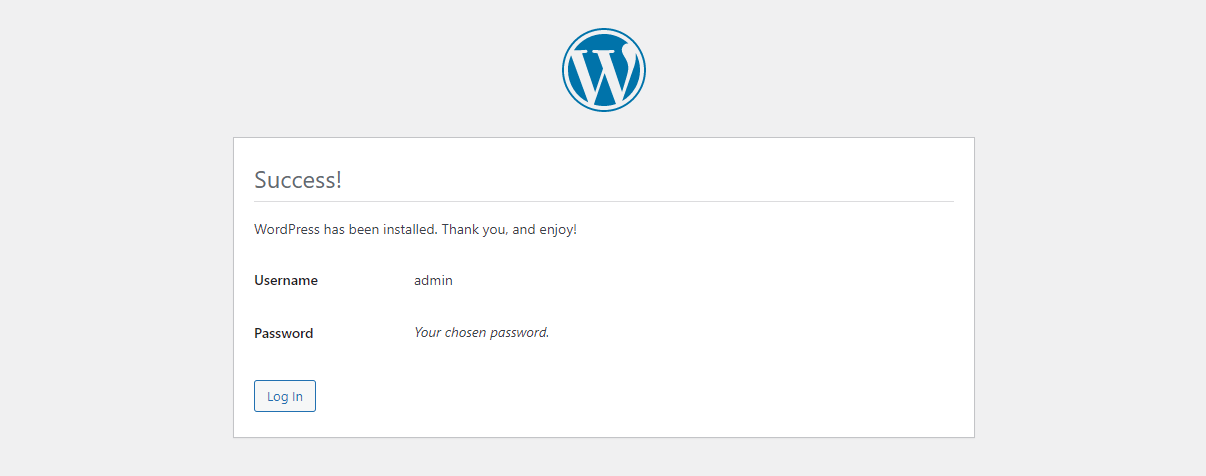 Success!
WordPress has been installed. Thank you, and enjoy!
Username admin
Password Your chosen password.
Log In